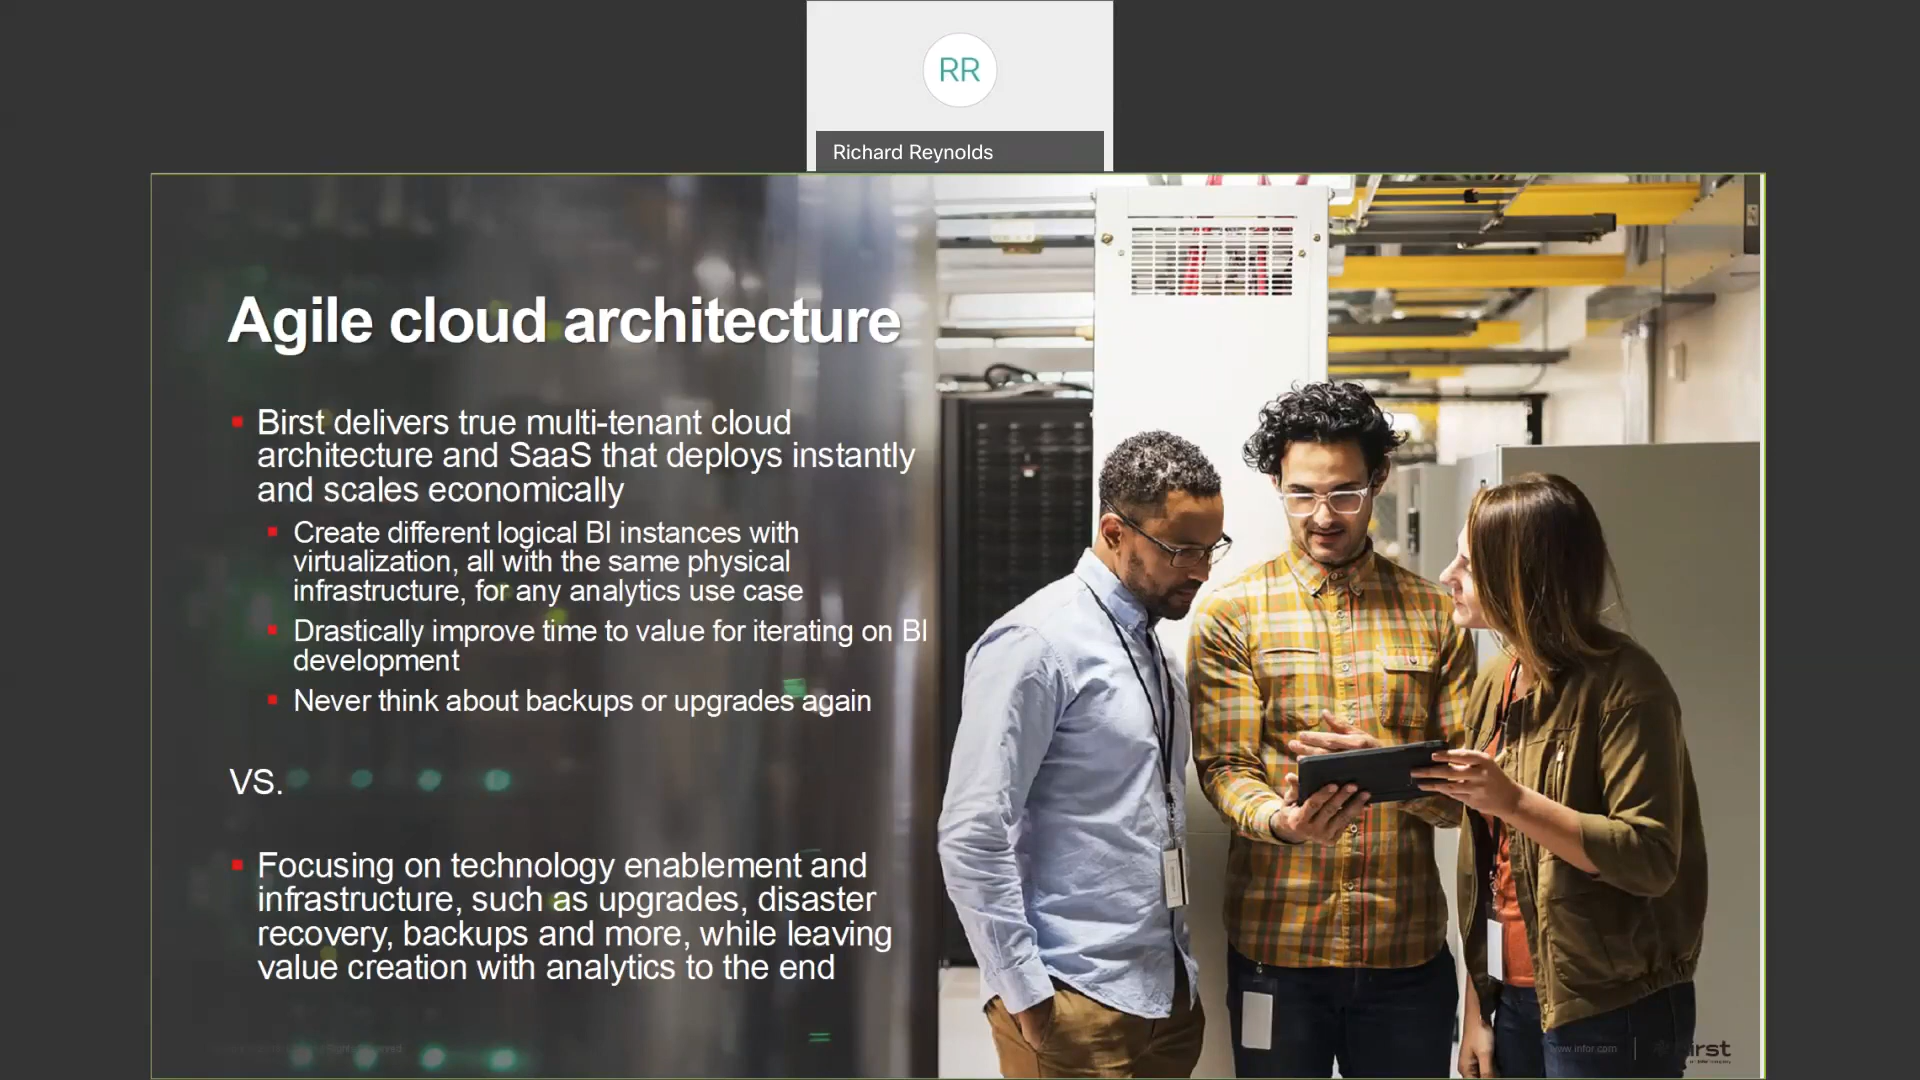 RR
Richard Reynolds
Agile cloud architecture
Birst delivers true multi-tenant cloud
architecture and SaaS that deploys instantly
and scales economically
Create different logical BI instances with
virtualization, all with the same physical
infrastructure, for any analytics use case
Drastically improve time to value for iterating on BI
development
Never think about backups or upgrades again
VS.
Focusing on technology enablement and
infrastructure, such as upgrades, disaster
recovery, backups and more, while leaving
value creation with analytics to the end
www.infor.com
Birst